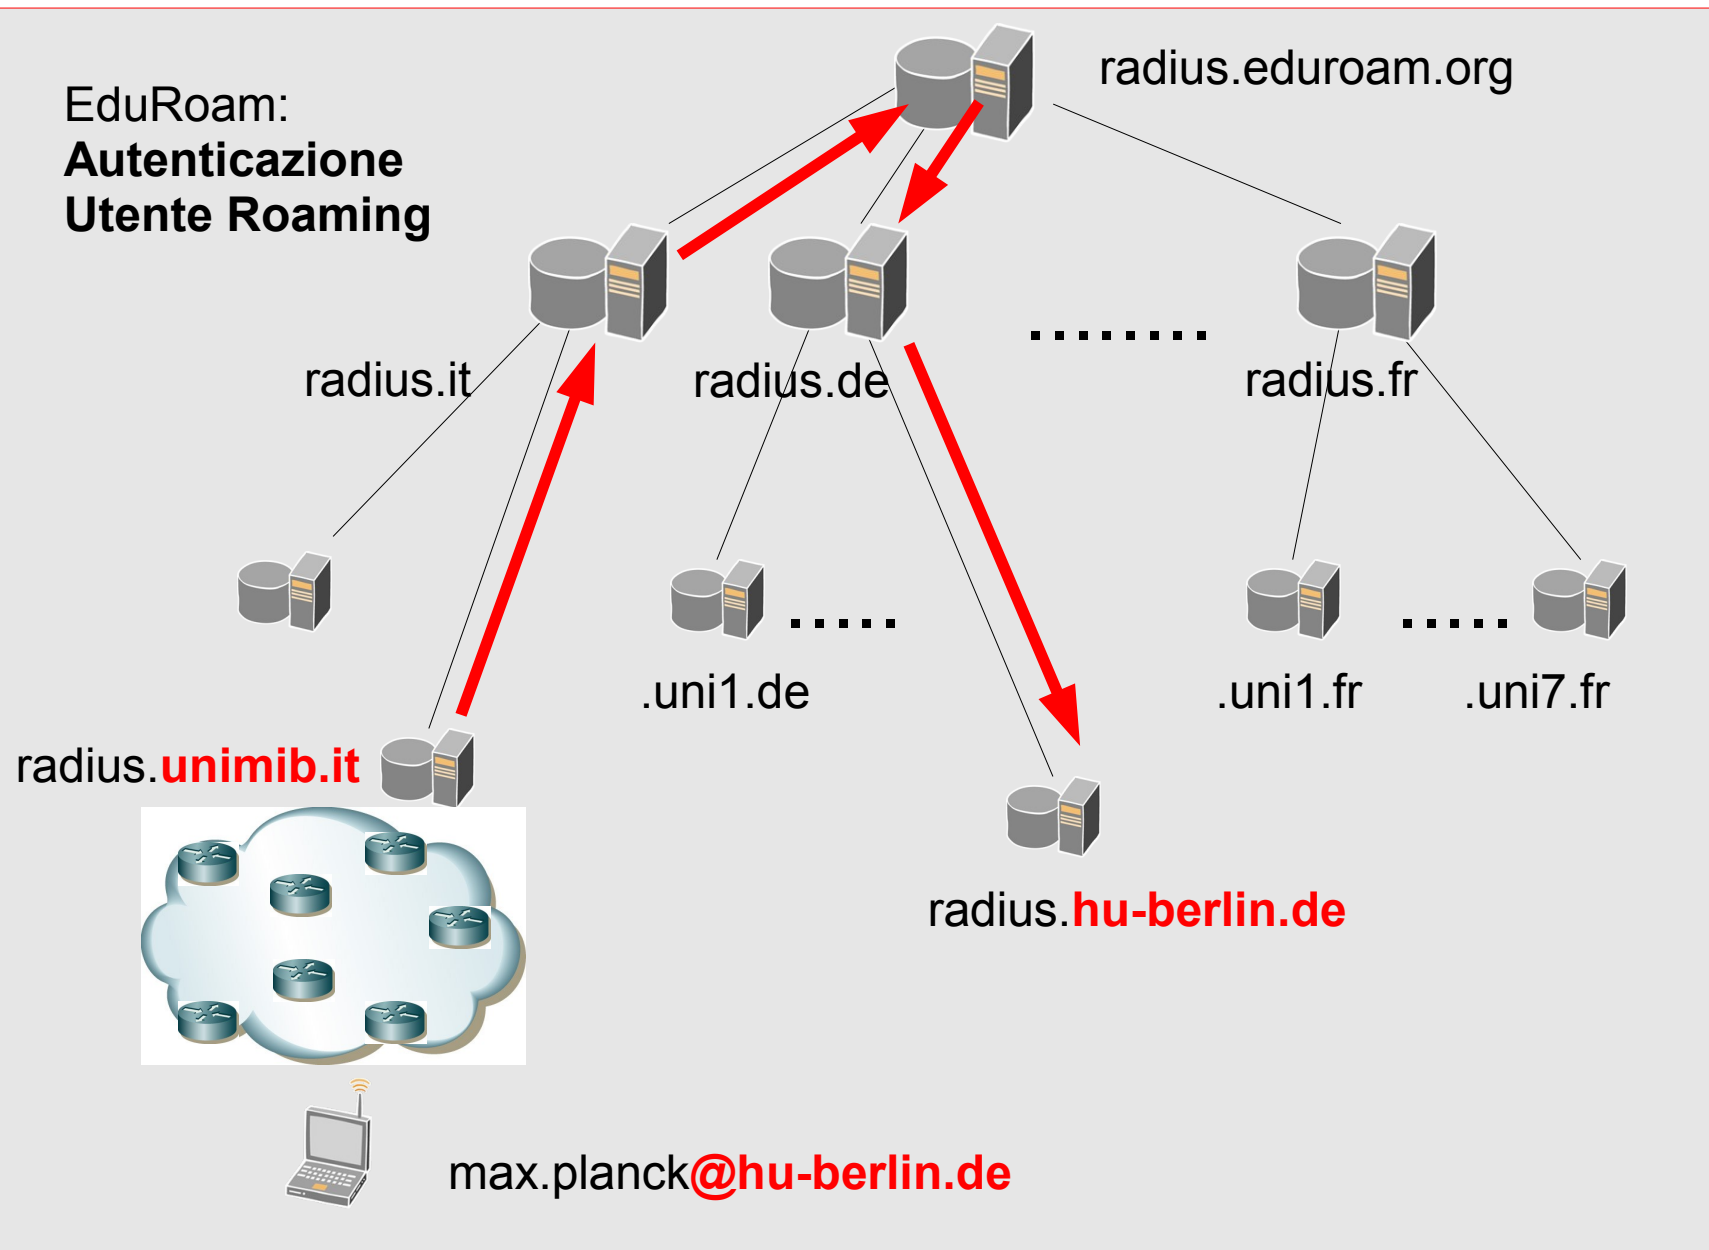 radius.eduroam.org
EduRoam:
Autenticazione
Utente Roaming
radius.it
radius.de
........
radius.fr
.....
.....
.uni1.de
.uni1.fr
.uni7.fr
radius.unimib.it
radius.hu-berlin.de
max.planck@hu-berlin.de